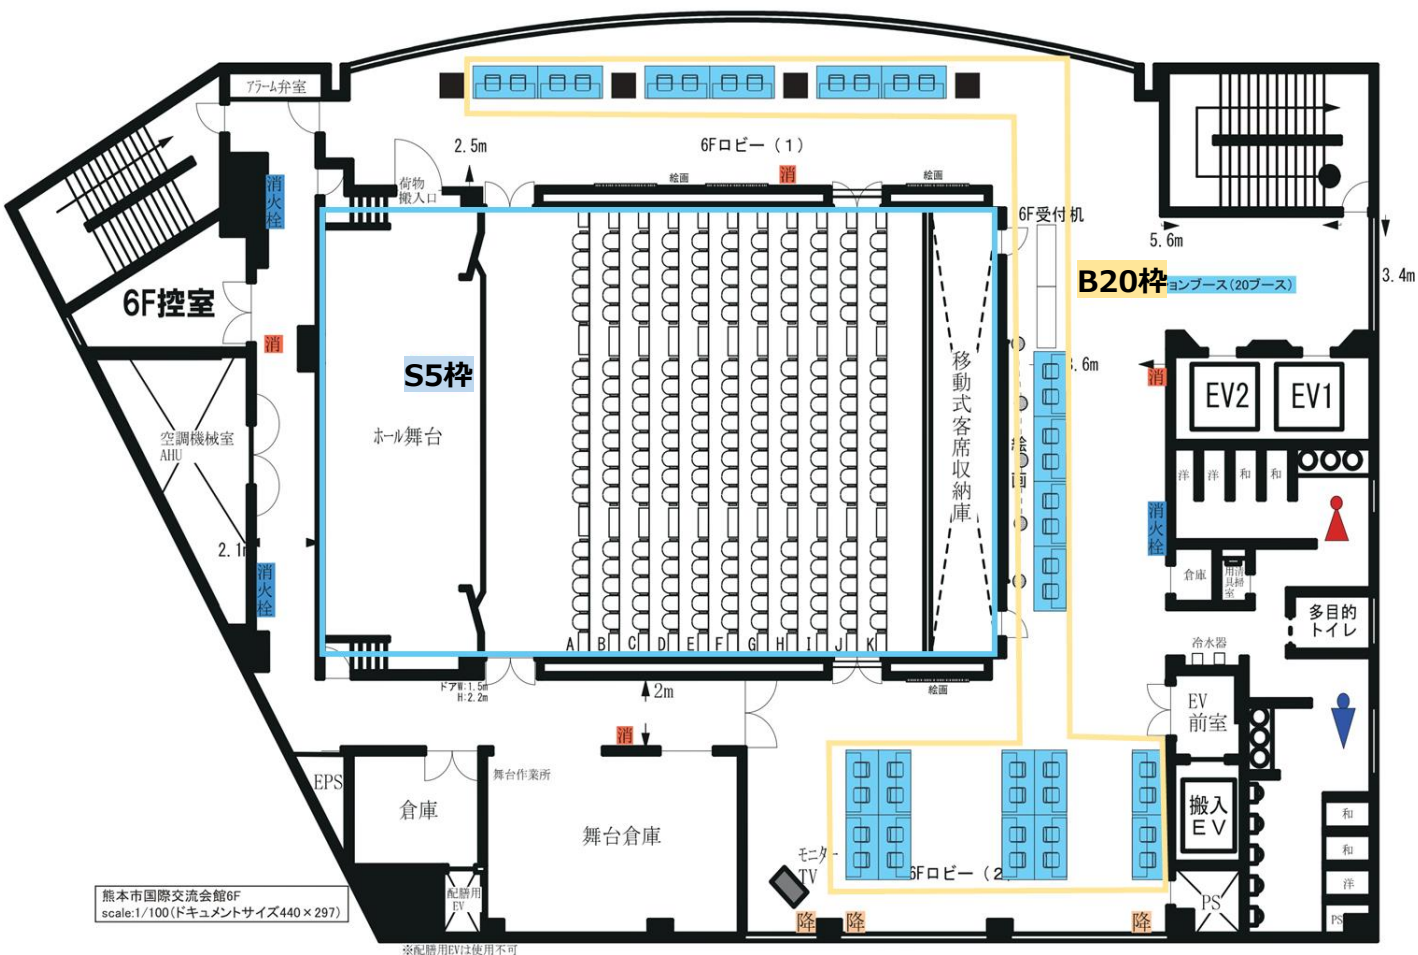 アラーム弁室
2.5m
6Fロビー（1）
消
絵画
絵画
荷物
搬入口
消火栓
6F受付机
5.6m
3.4m
B20枠
ョンブース(20ブース)
6F控室
消
S5枠
ホール舞台
移動式客席収納庫
3.6m
消
EV2
EV1
空調機械室
AHU
絵画
洋
洋
和
和
消火栓
2.1m
消火栓
倉庫
用具室
清掃
多目的
トイレ
冷水器
A
B
C
D
E
F
G
H
I
J
K
ドアW:1.5m
H:2.2m
2m
絵画
EV
前室
消
舞台作業所
EPS
倉庫
舞台倉庫
搬入
EV
モニター
TV
6Fロビー（2
和
和
洋
PS
PS
配膳用
EV
熊本市国際交流会館6F
scale:1/100(ドキュメントサイズ440×297)
降
降
降
※配膳用EVは使用不可